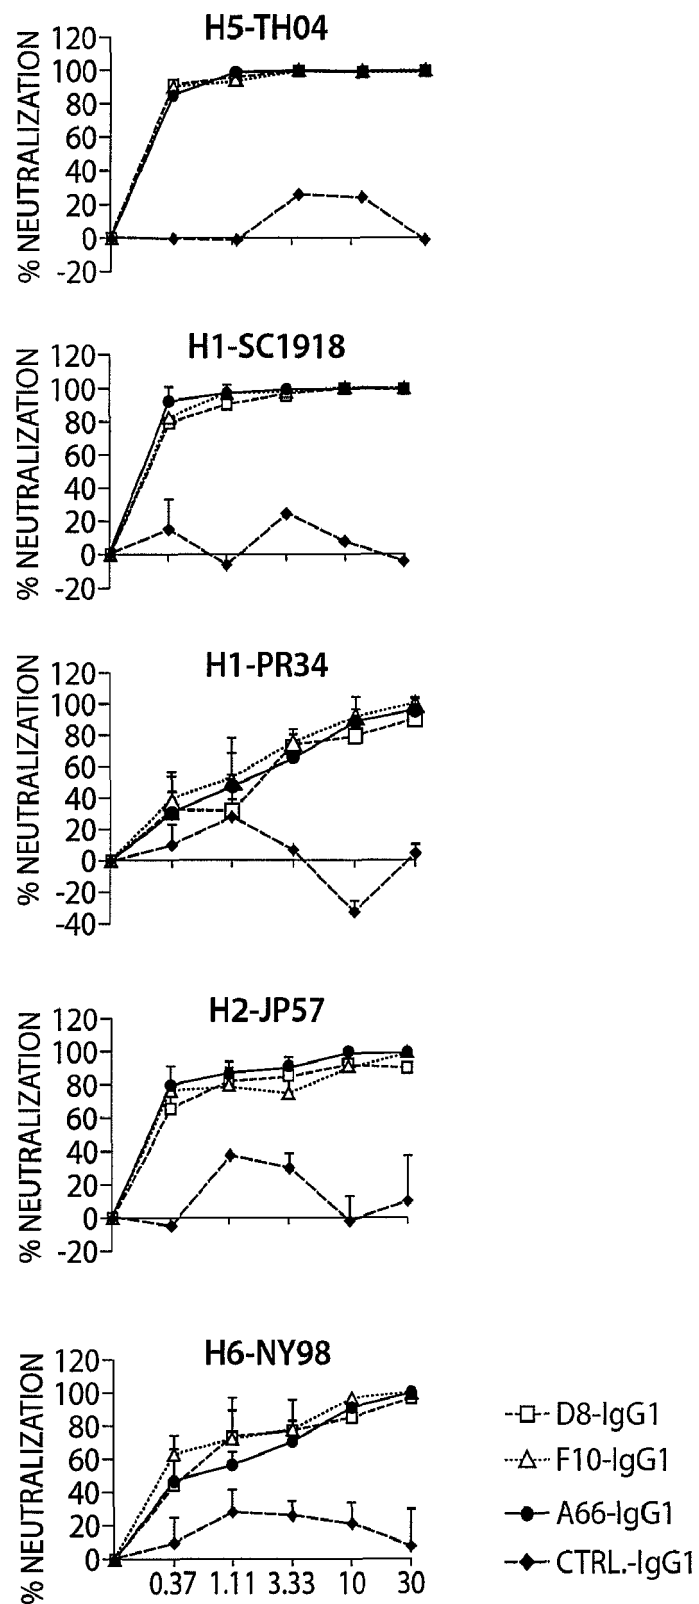 H5-TH04
% NEUTRALIZATION
120
100
80
60
40
20
0
-20
H1-SC1918
% NEUTRALIZATION
120
100
80
60
40
20
0
-20
H1-PR34
% NEUTRALIZATION
120
100
80
60
40
20
0
-20
-40
H2-JP57
% NEUTRALIZATION
120
100
80
60
40
20
0
-20
H6-NY98
% NEUTRALIZATION
120
100
80
60
40
20
0
0.37 1.11 3.33 10 30
D8-IgG1
F10-IgG1
A66-IgG1
CTRL.-IgG1